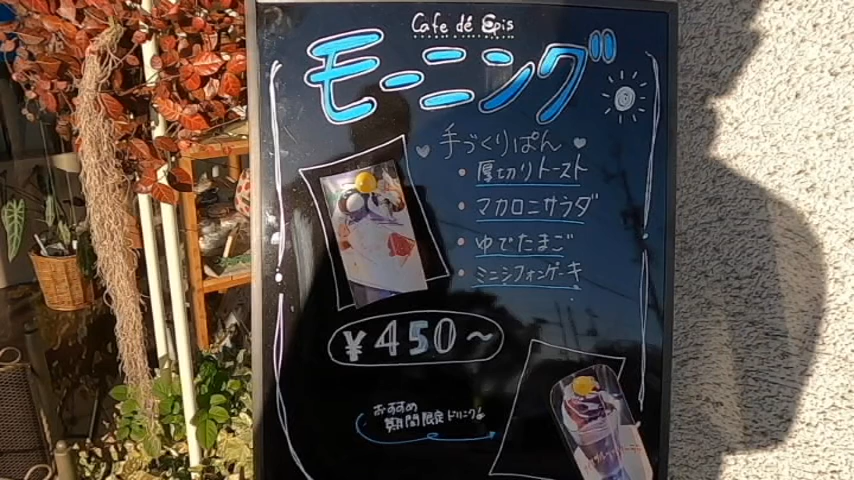 Cafe de Epis
モーニング
手づくりぱん
・厚切りトースト
・マカロニサラダ
・ゆでたまご
・ミニシフォンケーキ
¥450~
おすすめ
期間限定ドリンク